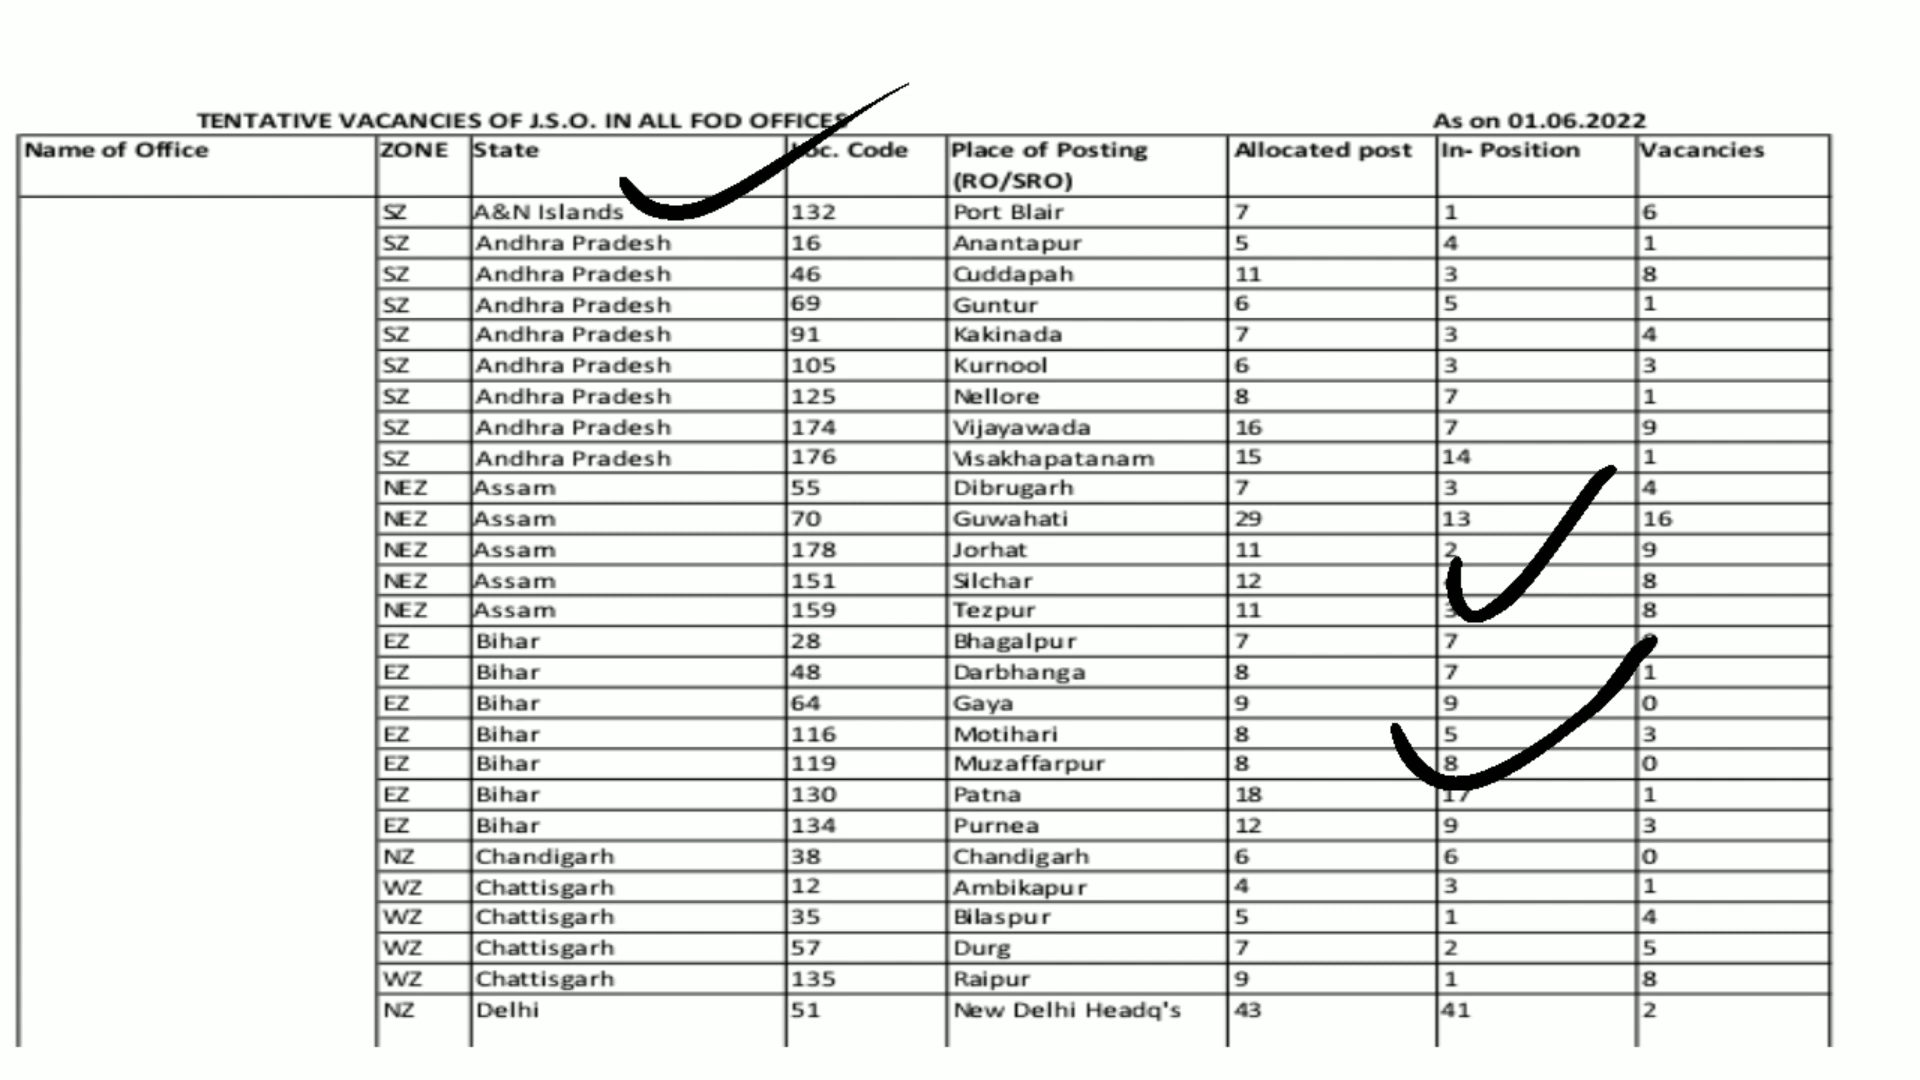 TENTATIVE VACANCIES OF J.S.O. IN ALL FOD OFFICES As on 01.06.2022
Name of Office ZONE State Loc. Code Place of Posting (RO/SRO) Allocated post In- Position Vacancies
SZ A&N Islands 132 Port Blair 7 1 6
SZ Andhra Pradesh 16 Anantapur 5 4 1
SZ Andhra Pradesh 46 Cuddapah 11 3 8
SZ Andhra Pradesh 69 Guntur 6 5 1
SZ Andhra Pradesh 91 Kakinada 7 3 4
SZ Andhra Pradesh 105 Kurnool 6 3 3
SZ Andhra Pradesh 125 Nellore 8 7 1
SZ Andhra Pradesh 174 Vijayawada 16 7 9
SZ Andhra Pradesh 176 Visakhapatanam 15 14 1
NEZ Assam 55 Dibrugarh 7 3 4
NEZ Assam 70 Guwahati 29 13 16
NEZ Assam 178 Jorhat 11 2 9
NEZ Assam 151 Silchar 12 8
NEZ Assam 159 Tezpur 11 3 8
EZ Bihar 28 Bhagalpur 7 7
EZ Bihar 48 Darbhanga 8 7 1
EZ Bihar 64 Gaya 9 9 0
EZ Bihar 116 Motihari 8 5 3
EZ Bihar 119 Muzaffarpur 8 8 0
EZ Bihar 130 Patna 18 17 1
EZ Bihar 134 Purnea 12 9 3
NZ Chandigarh 38 Chandigarh 6 6 0
WZ Chattisgarh 12 Ambikapur 4 3 1
WZ Chattisgarh 35 Bilaspur 5 1 4
WZ Chattisgarh 57 Durg 7 2 5
WZ Chattisgarh 135 Raipur 9 1 8
NZ Delhi 51 New Delhi Headq's 43 41 2